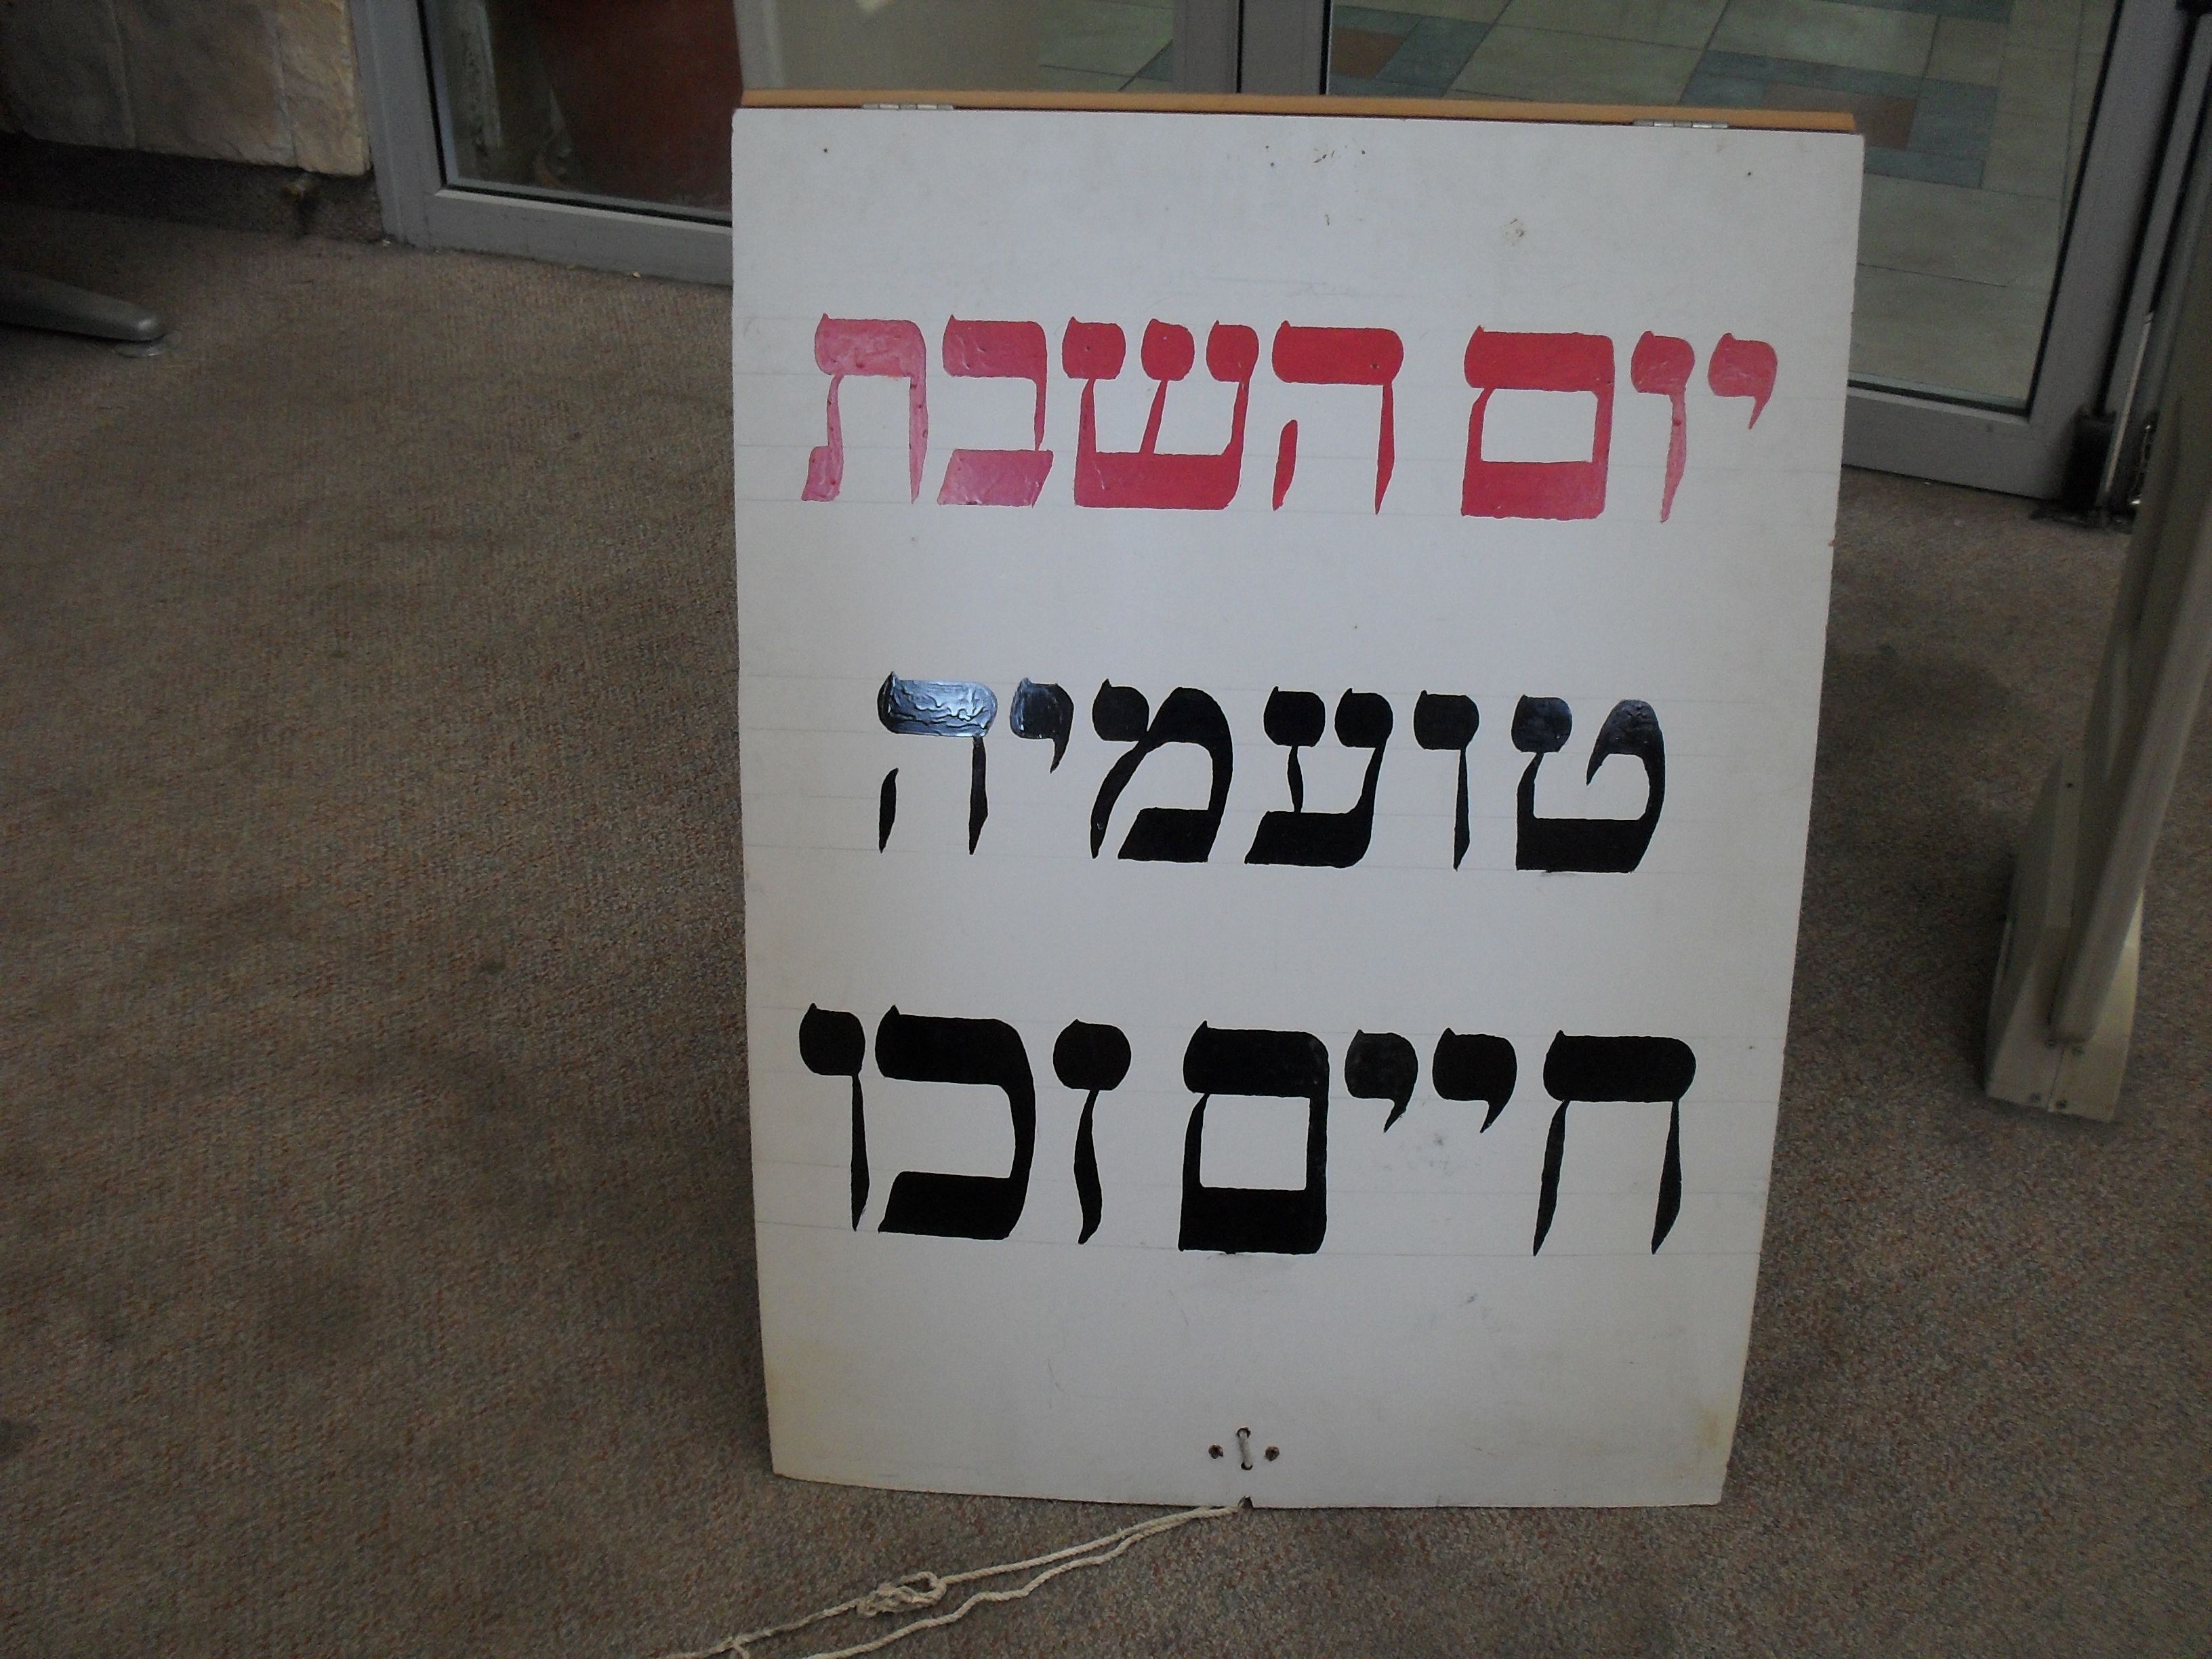 יום השבת
טועמיה
חיים זכו